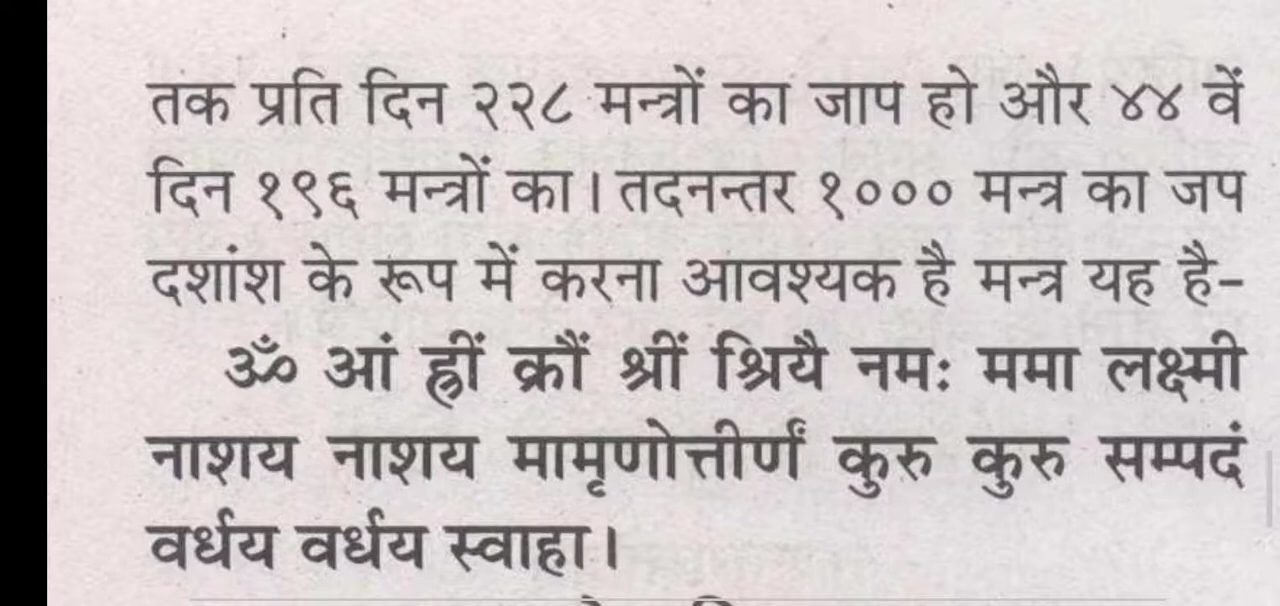 तक प्रति दिन २२८ मन्त्रों का जाप हो और ४४ वें
दिन १९६ मन्त्रों का। तदनन्तर १००० मन्त्र का जप
दशांश के रूप में करना आवश्यक है मन्त्र यह है-
ॐ आं ह्रीं क्रौं श्रीं श्रियै नमः ममा लक्ष्मी
नाशय नाशय मामृणोत्तीर्णं कुरु कुरु सम्पदं
वर्धय वर्धय स्वाहा।